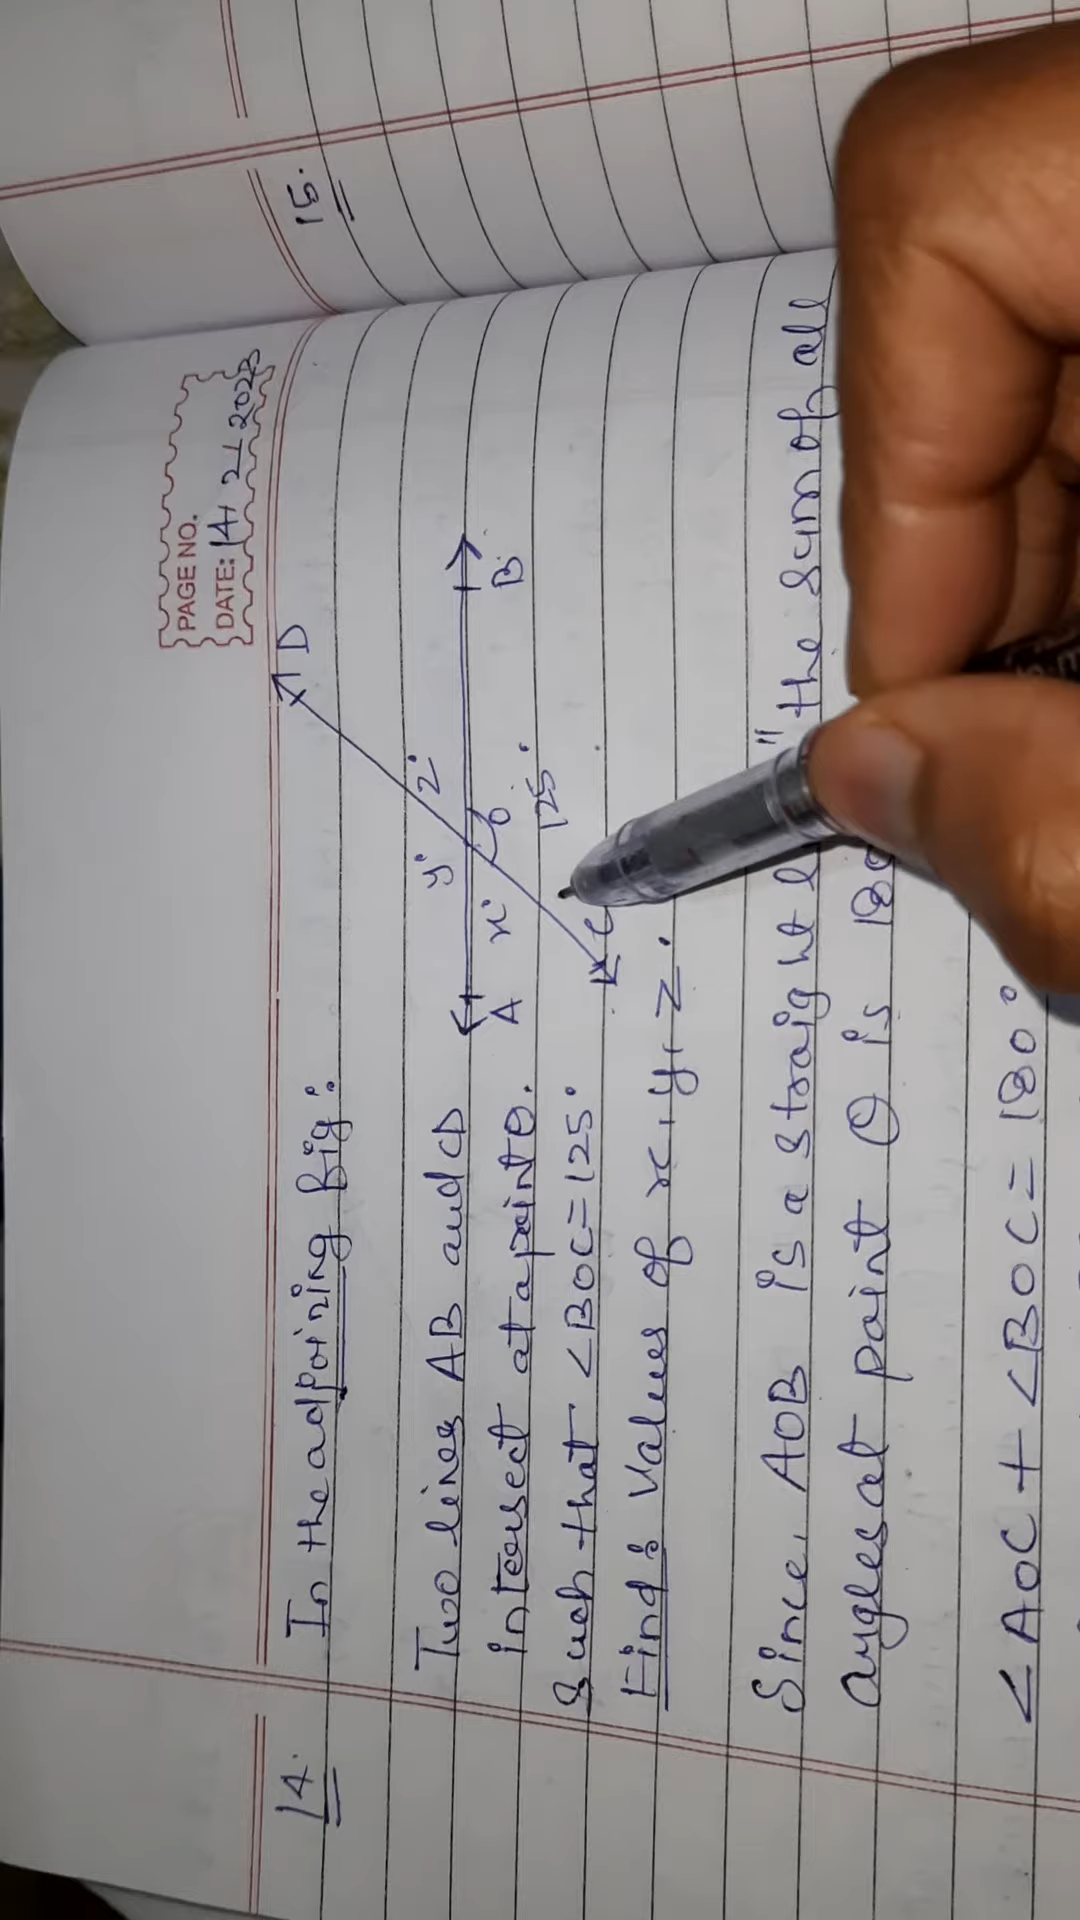 PAGE NO.
DATE: 14 2 2023
14.
In the adpoining fig:
Two lines AB and CD
intersect at a point O.
Such that <BOC=125°
Find: Values of x, y, z.
D
y° z°
A x° O B
125°
C
Since, AOB is a straight " the sum of all
angles at point O is
<AOC + <BOC = 180°
15.